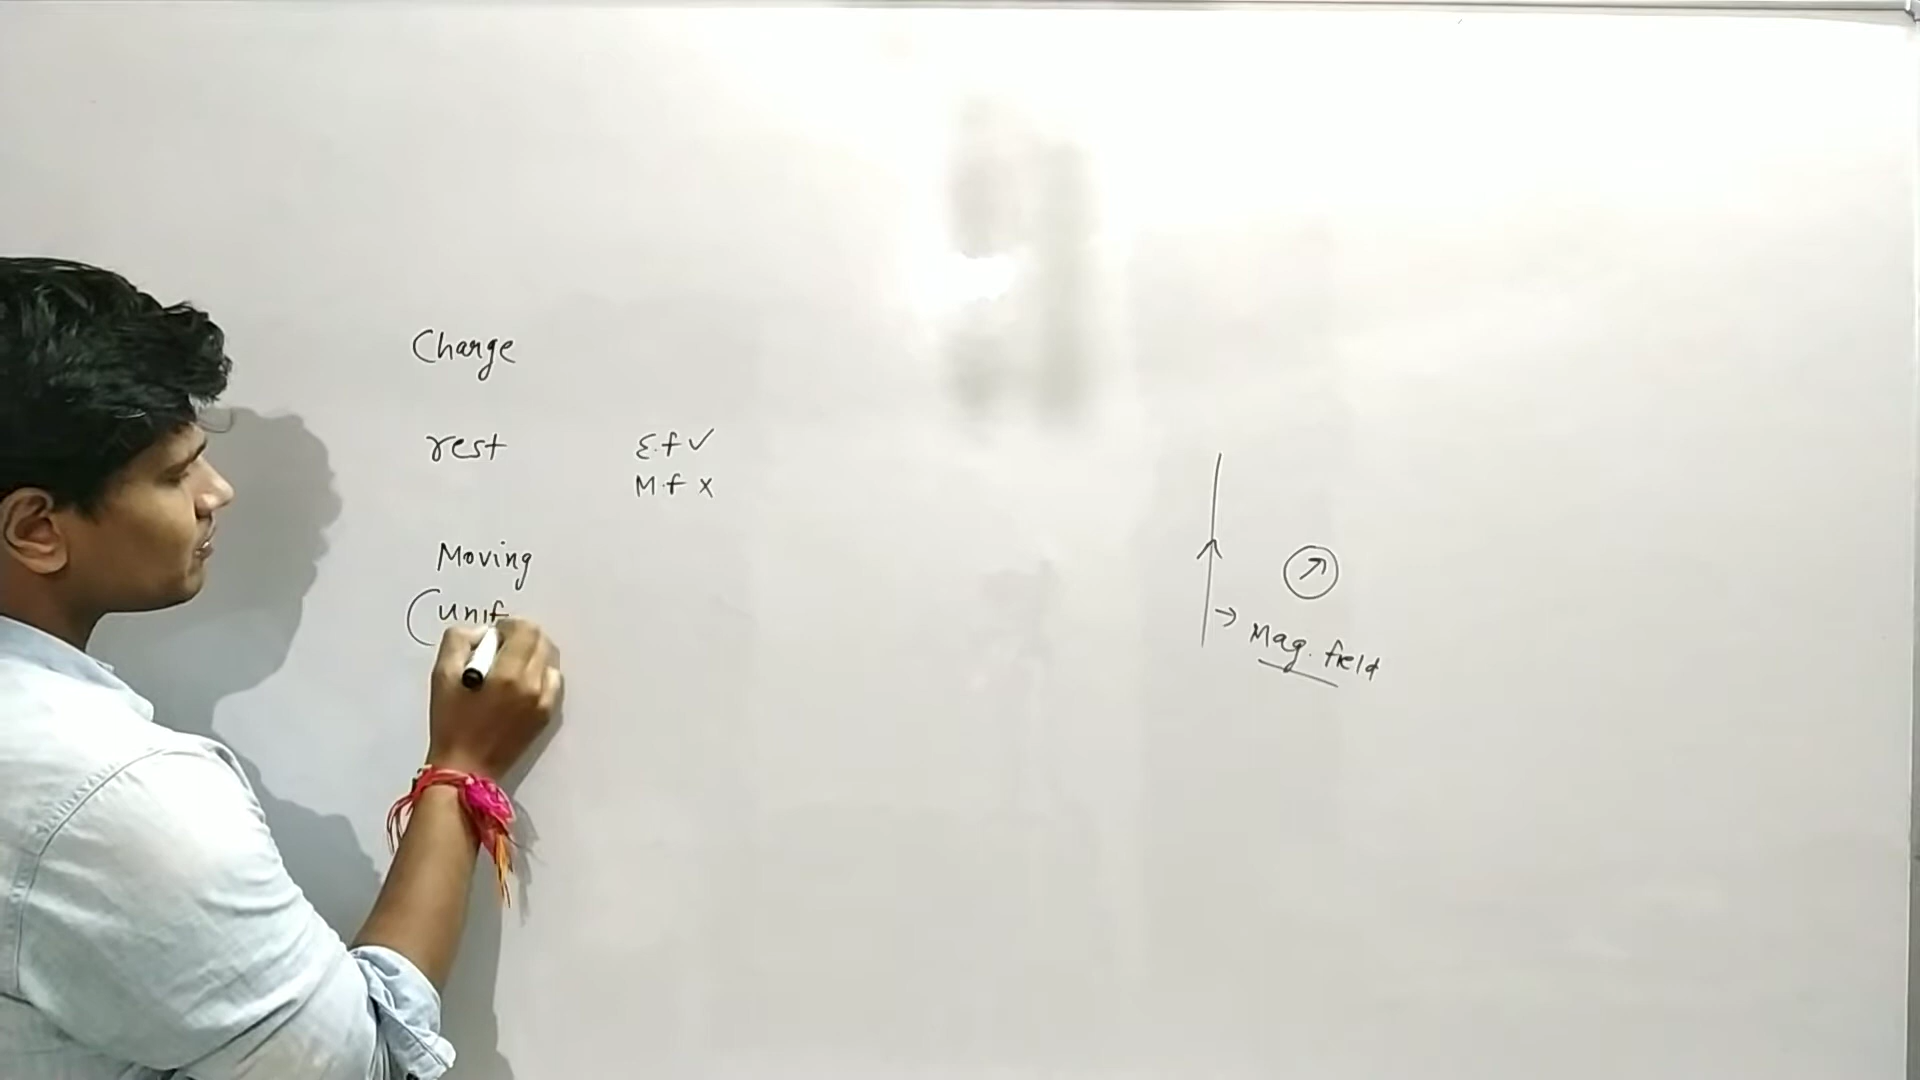 Charge
rest
E.f ✓
M.f X
Moving
(unif
→ Mag. field